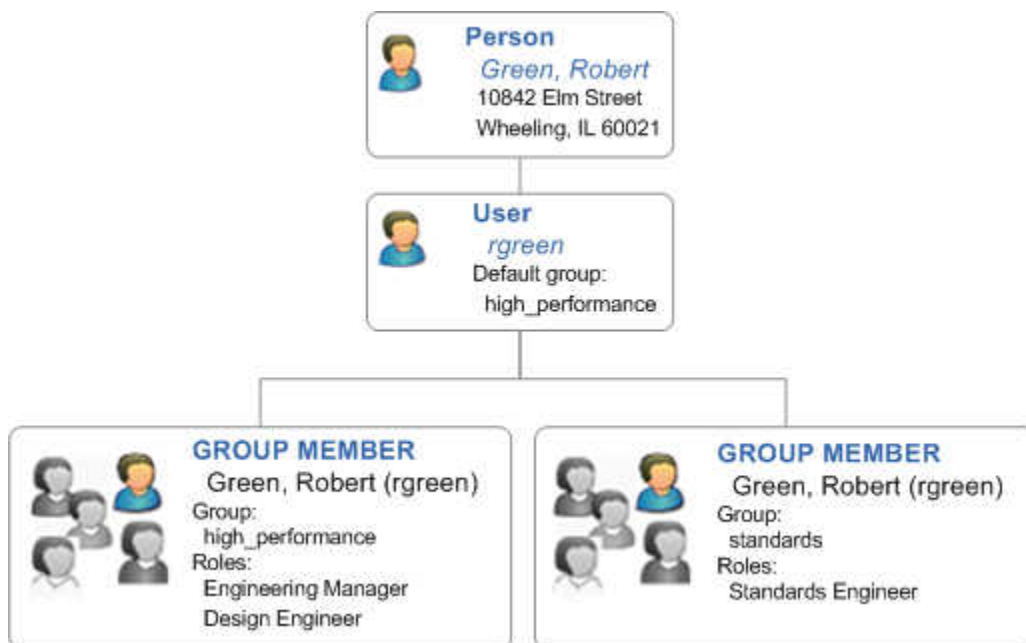 Person
Green, Robert
10842 Elm Street
Wheeling, IL 60021
User
rgreen
Default group:
high_performance
GROUP MEMBER
Green, Robert (rgreen)
Group:
high_performance
Roles:
Engineering Manager
Design Engineer
GROUP MEMBER
Green, Robert (rgreen)
Group:
standards
Roles:
Standards Engineer